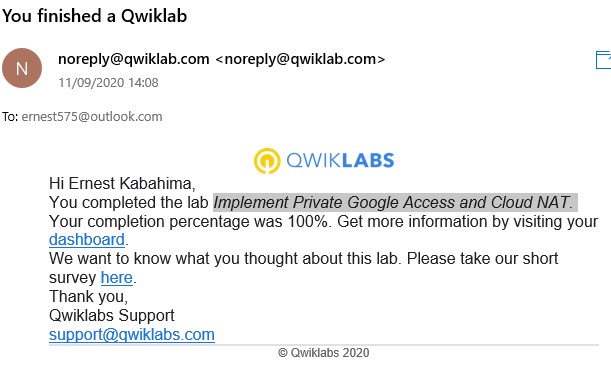 You finished a Qwiklab
N
noreply@qwiklab.com <noreply@qwiklab.com>
11/09/2020 14:08
To: ernest575@outlook.com
QWIKLABS
Hi Ernest Kabahima,
You completed the lab Implement Private Google Access and Cloud NAT.
Your completion percentage was 100%. Get more information by visiting your
dashboard.
We want to know what you thought about this lab. Please take our short
survey here.
Thank you,
Qwiklabs Support
support@qwiklabs.com
© Qwiklabs 2020